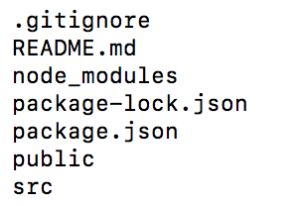 .gitignore
README.md
node_modules
package-lock.json
package.json
public
src